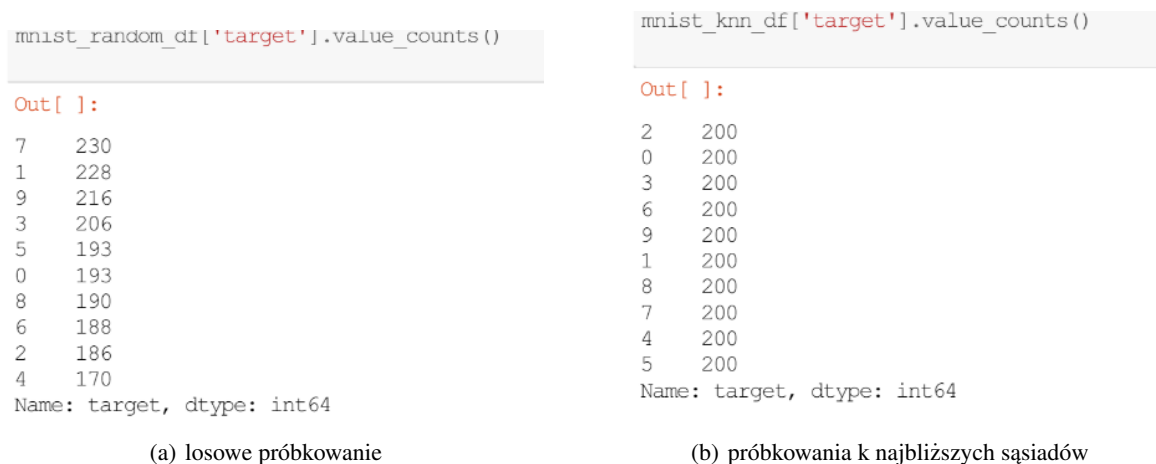 mnist_random_df['target'].value_counts()
Out[ ]:
7 230
1 228
9 216
3 206
5 193
0 193
8 190
6 188
2 186
4 170
Name: target, dtype: int64
(a) losowe próbkowanie
mnist_knn_df['target'].value_counts()
Out[ ]:
2 200
0 200
3 200
6 200
9 200
1 200
8 200
7 200
4 200
5 200
Name: target, dtype: int64
(b) próbkowania k najbliższych sąsiadów